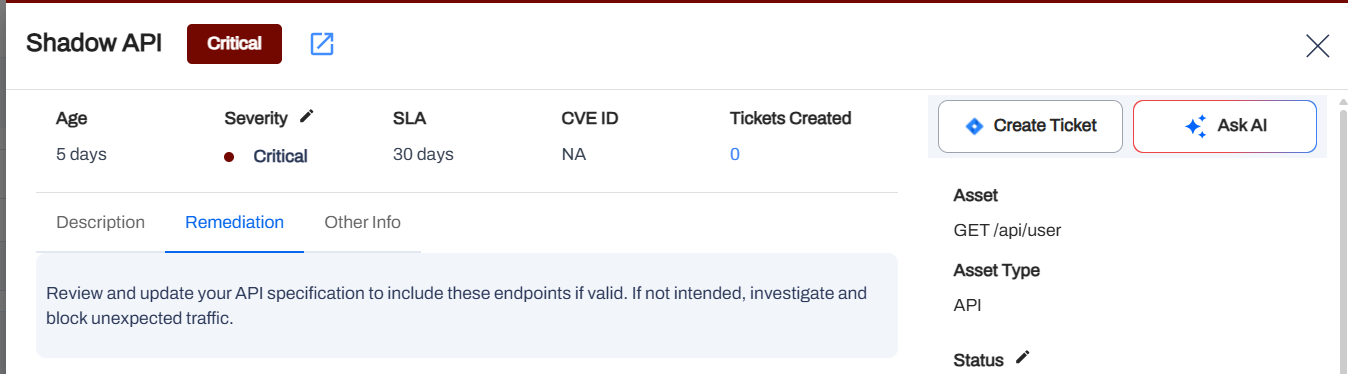 Shadow API Critical
Age Severity SLA CVE ID Tickets Created
5 days Critical 30 days NA 0
Create Ticket Ask AI
Description Remediation Other Info
Review and update your API specification to include these endpoints if valid. If not intended, investigate and
block unexpected traffic.
Asset
GET /api/user
Asset Type
API
Status